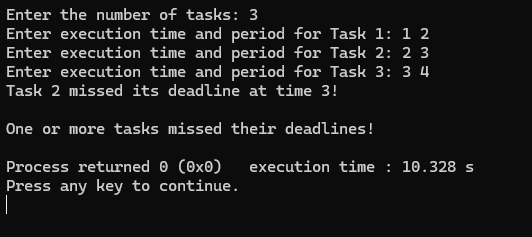 Enter the number of tasks: 3
Enter execution time and period for Task 1: 1 2
Enter execution time and period for Task 2: 2 3
Enter execution time and period for Task 3: 3 4
Task 2 missed its deadline at time 3!
One or more tasks missed their deadlines!
Process returned 0 (0x0)   execution time : 10.328 s
Press any key to continue.